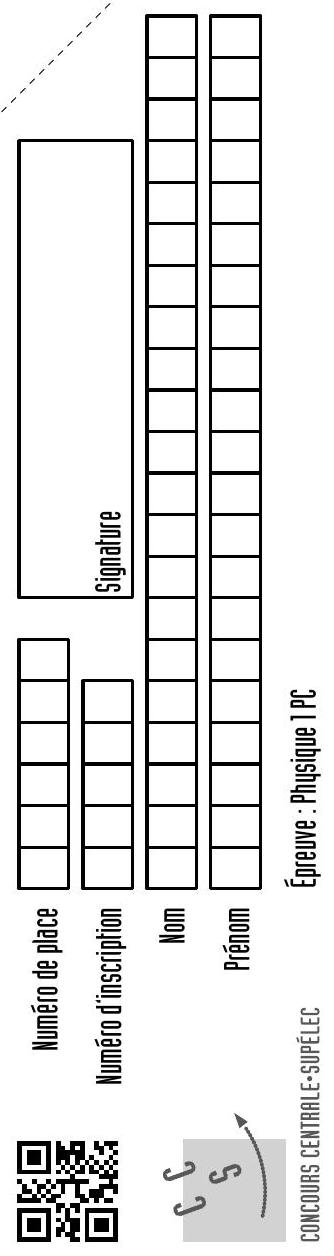 Numéro de place
Numéro d'inscription
Signature
Nom
Prénom
Épreuve : Physique 1 PC
CONCOURS CENTRALE•SUPÉLEC